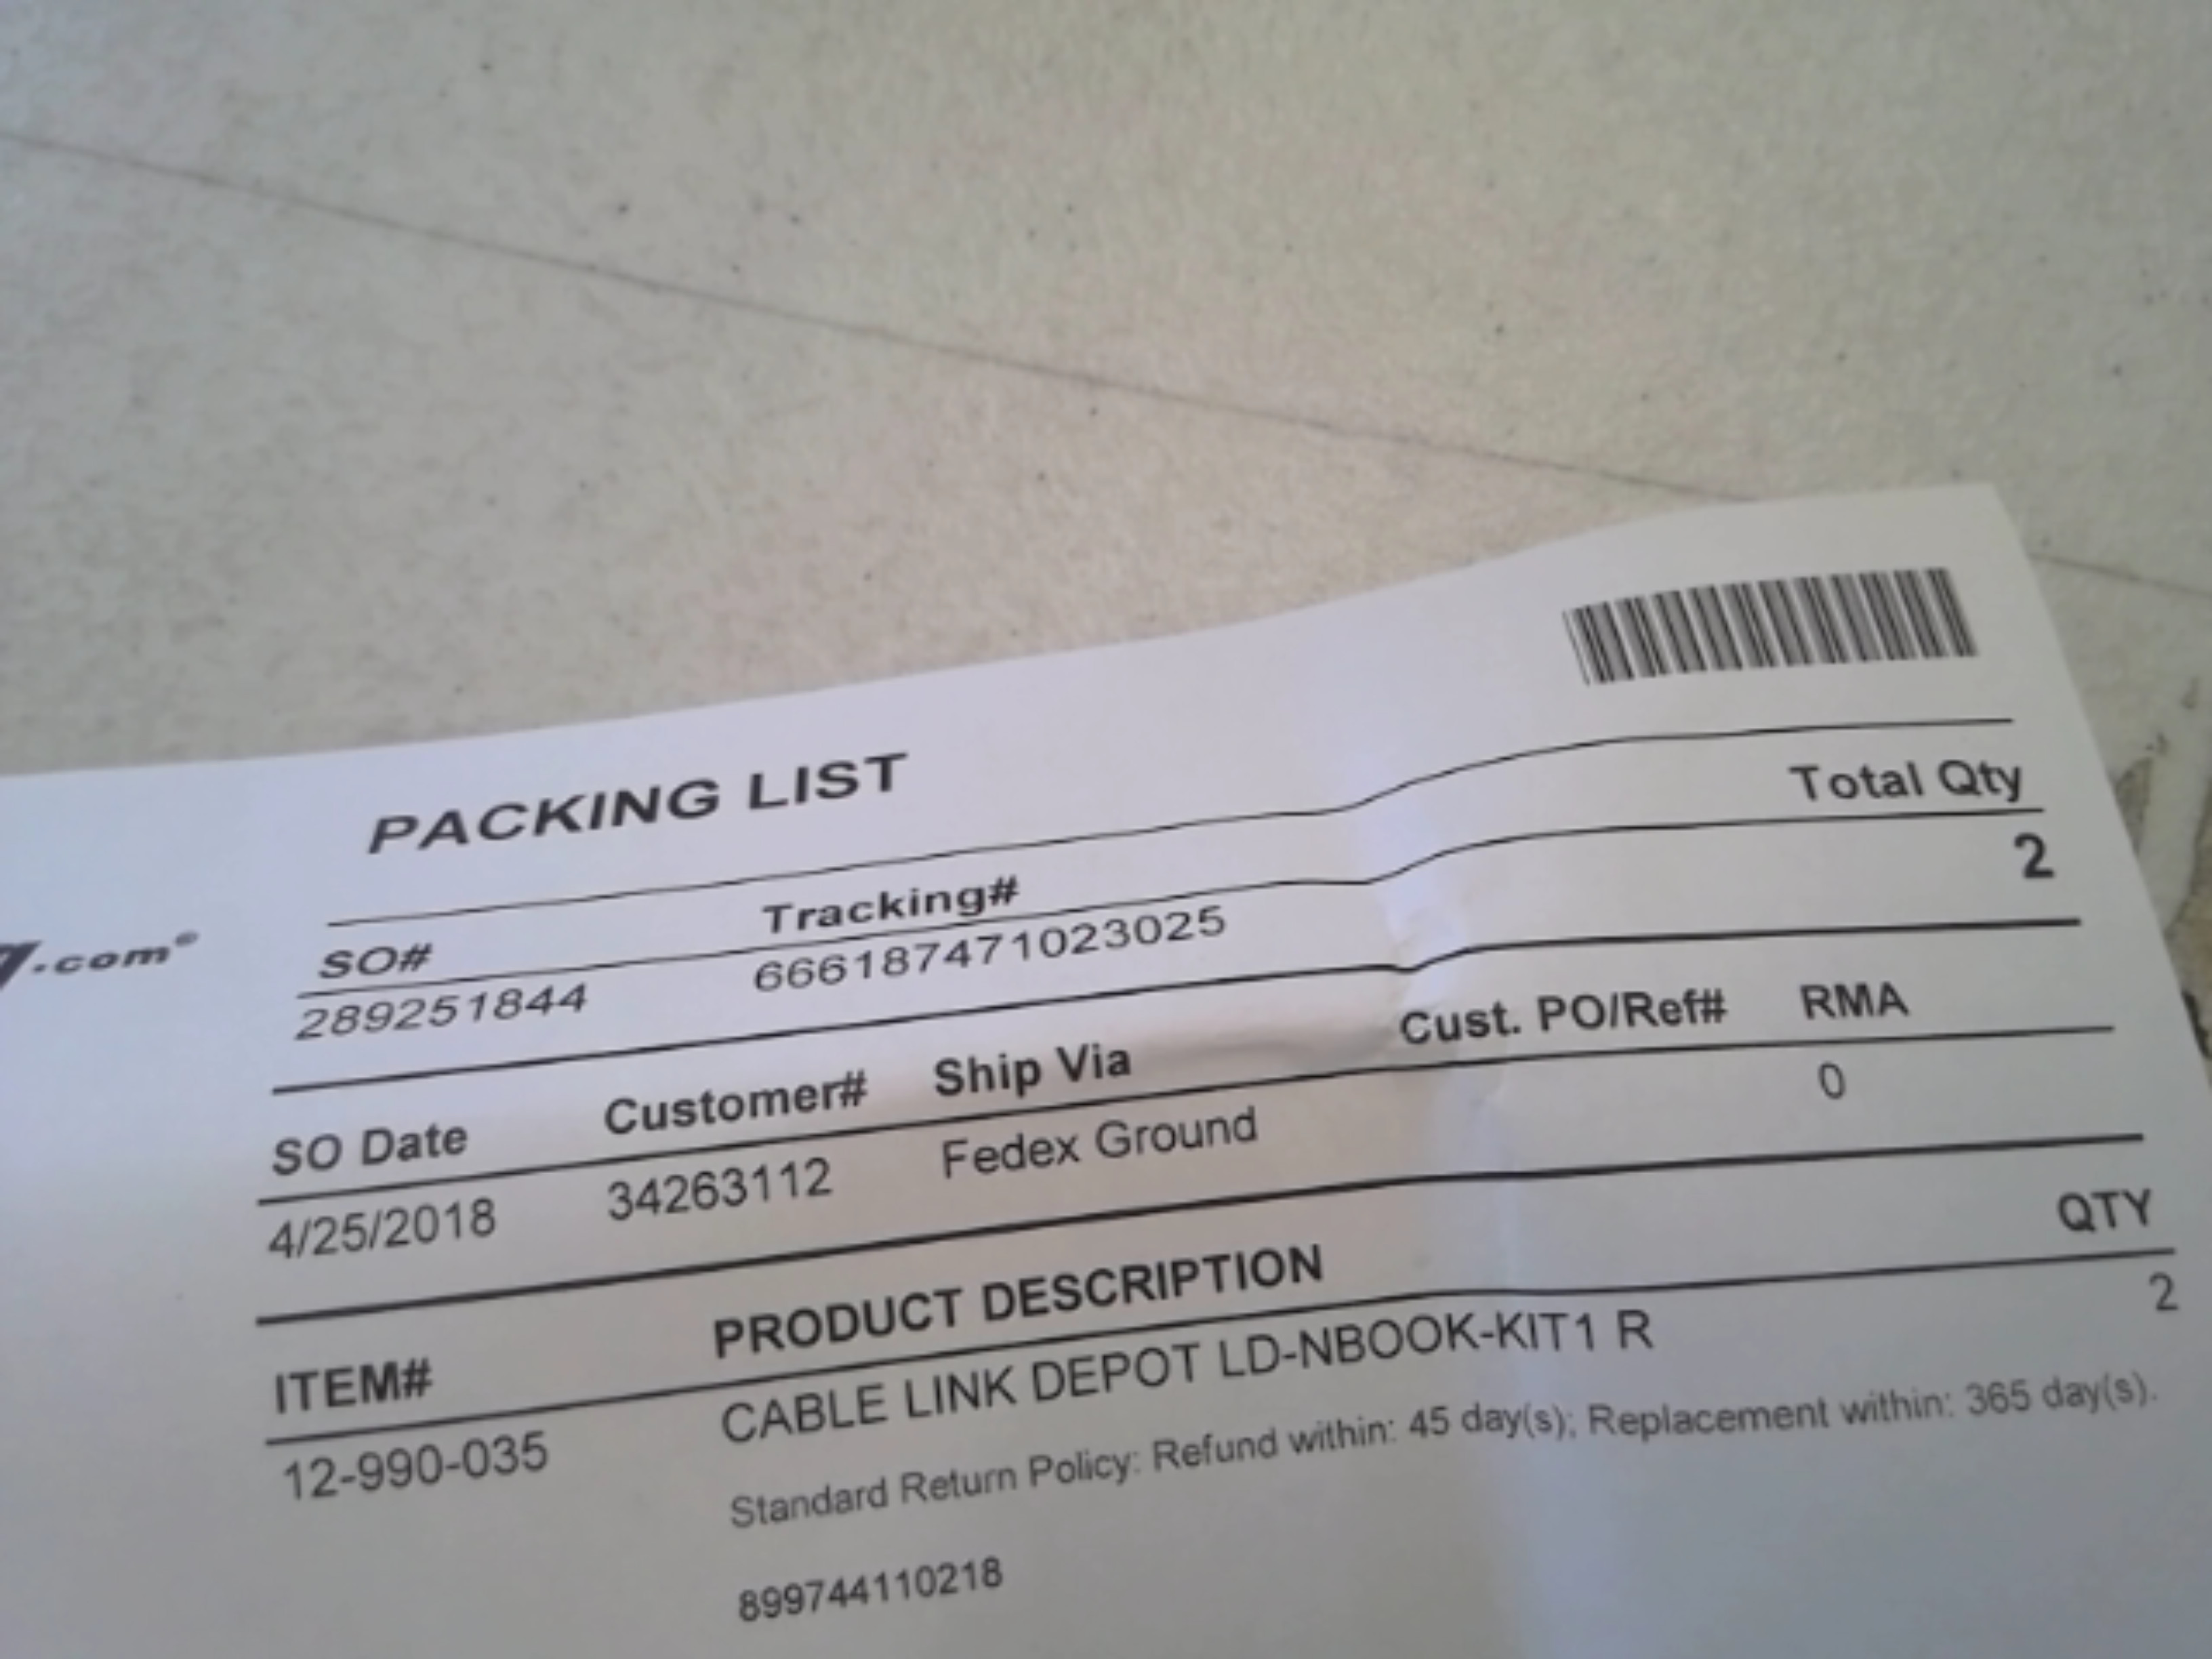 PACKING LIST
.com®
SO# Tracking# Total Qty
289251844 666187471023025 2
SO Date Customer# Ship Via Cust. PO/Ref# RMA
4/25/2018 34263112 Fedex Ground 0
ITEM# PRODUCT DESCRIPTION QTY
12-990-035 CABLE LINK DEPOT LD-NBOOK-KIT1 R 2
Standard Return Policy: Refund within: 45 day(s); Replacement within: 365 day(s).
899744110218